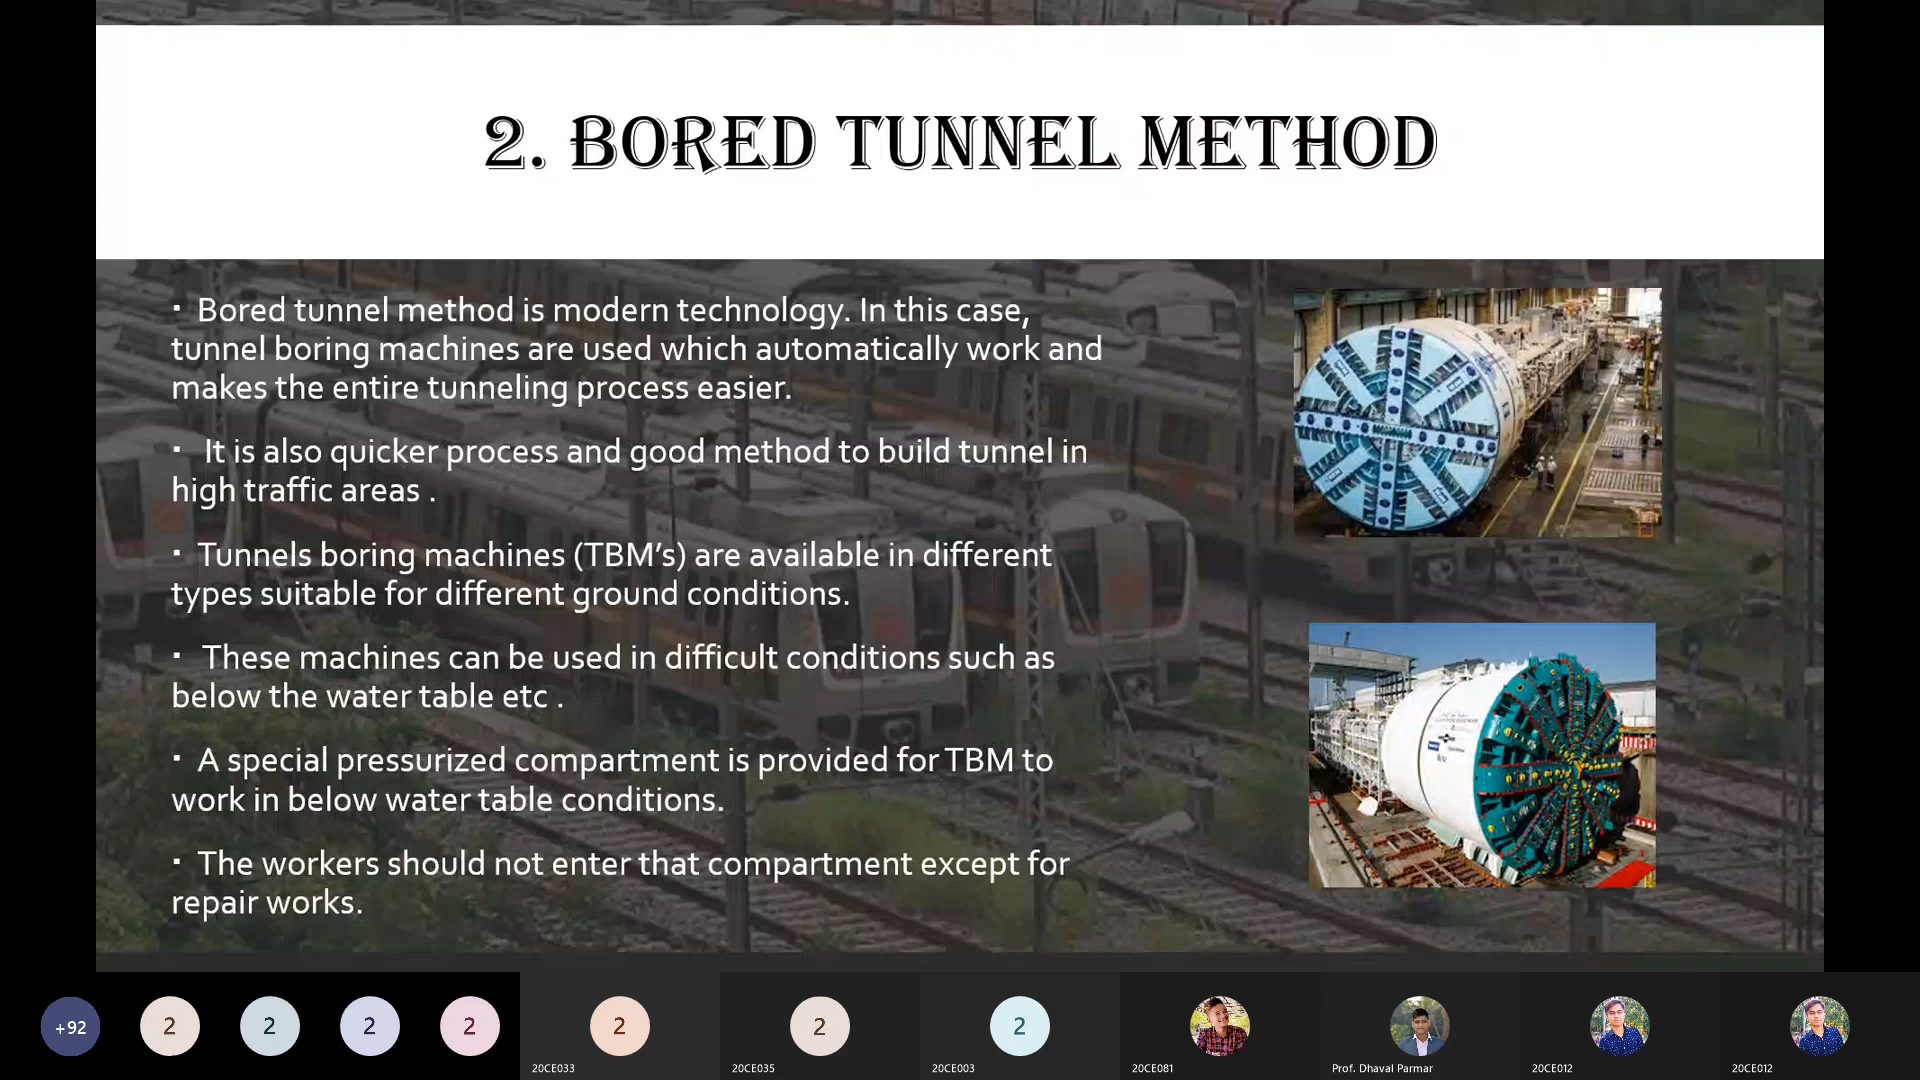 2. BORED TUNNEL METHOD
▪ Bored tunnel method is modern technology. In this case,
tunnel boring machines are used which automatically work and
makes the entire tunneling process easier.
▪ It is also quicker process and good method to build tunnel in
high traffic areas .
▪ Tunnels boring machines (TBM’s) are available in different
types suitable for different ground conditions.
▪ These machines can be used in difficult conditions such as
below the water table etc .
▪ A special pressurized compartment is provided for TBM to
work in below water table conditions.
▪ The workers should not enter that compartment except for
repair works.
+92 2 2 2 2 2 2 2
20CE033 20CE035 20CE003 20CE081 Prof. Dhaval Parmar 20CE012 20CE012